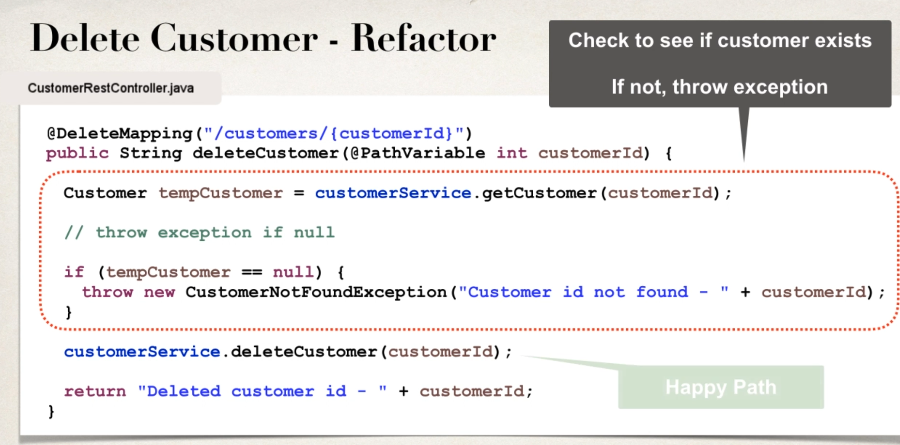 Delete Customer - Refactor
Check to see if customer exists
If not, throw exception
CustomerRestController.java
@DeleteMapping("/customers/{customerId}")
public String deleteCustomer(@PathVariable int customerId) {
Customer tempCustomer = customerService.getCustomer(customerId);
// throw exception if null
if (tempCustomer == null) {
throw new CustomerNotFoundException("Customer id not found - " + customerId);
}
customerService.deleteCustomer(customerId);
Happy Path
return "Deleted customer id - " + customerId;
}